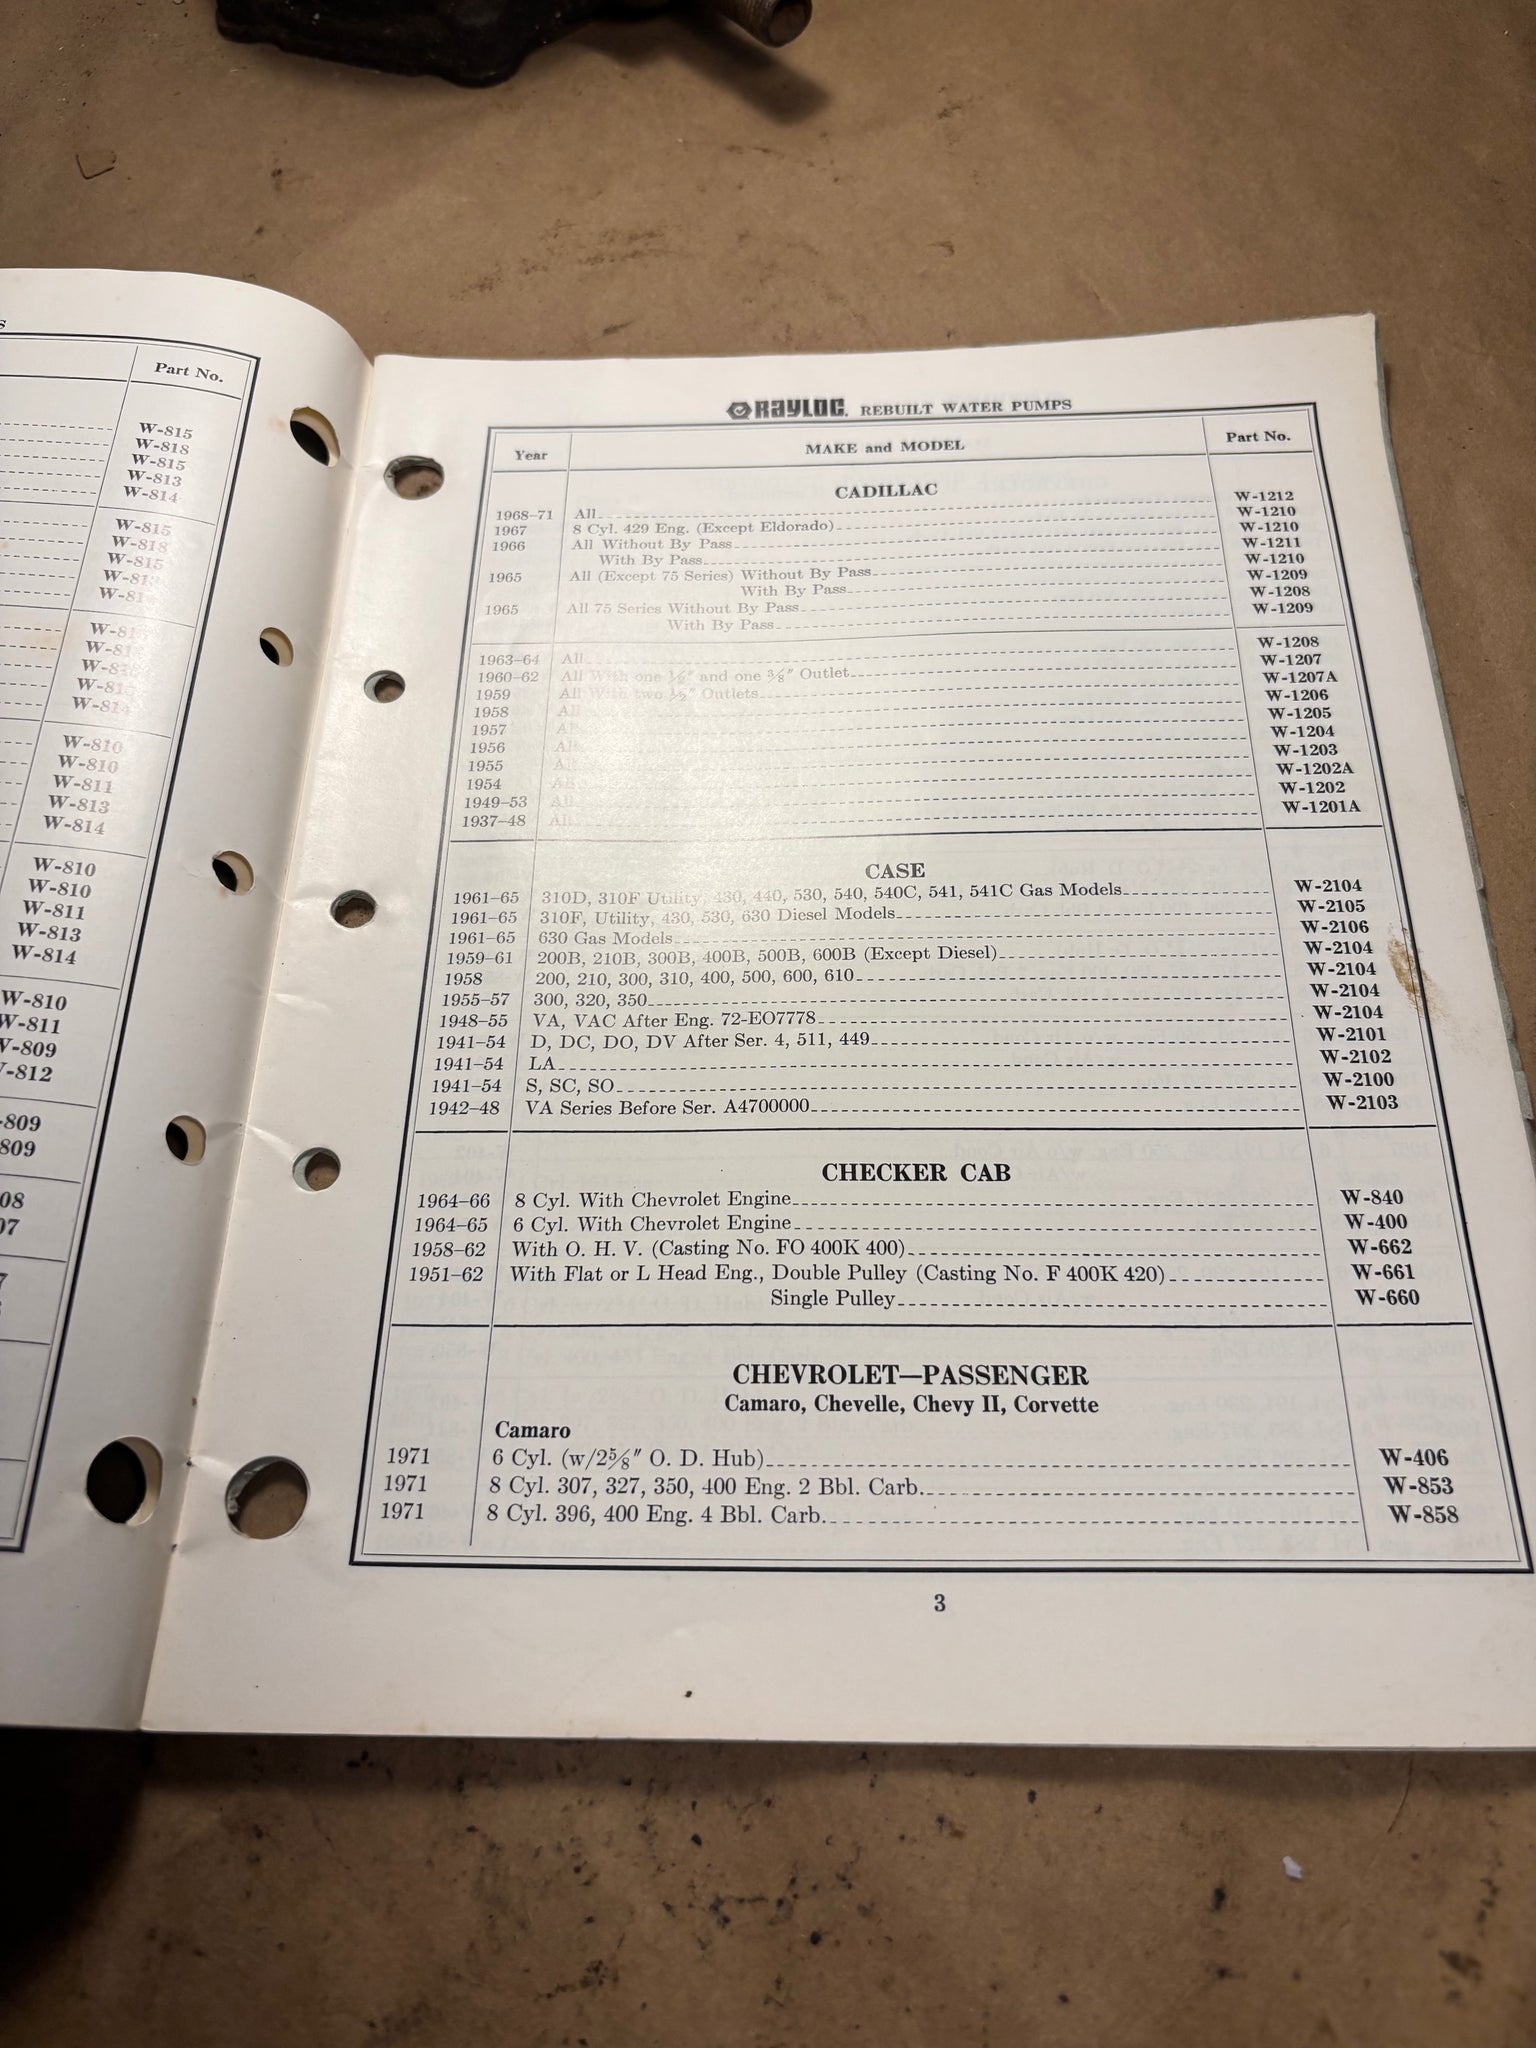 Part No.
W-815
W-818
W-815
W-813
W-814
W-815
W-818
W-815
W-810
W-810
W-811
W-813
W-814
W-810
W-810
W-811
W-813
W-814
W-810
W-811
-809
-812
-809
809
08
07
RAYLOC REBUILT WATER PUMPS
Year MAKE and MODEL Part No.
CADILLAC
1968–71 All W-1212
1967 8 Cyl. 429 Eng. (Except Eldorado) W-1210
1966 All Without By Pass W-1210
With By Pass W-1211
1965 All (Except 75 Series) Without By Pass W-1210
With By Pass W-1209
1965 All 75 Series Without By Pass W-1208
With By Pass W-1209
1963–64 All W-1208
1960–62 All With one ½″ and one ⅜″ Outlet W-1207
1959 All With two ½″ Outlets W-1207A
1958 All W-1206
1957 All W-1205
1956 All W-1204
1955 All W-1203
1954 All W-1202A
1949–53 All W-1202
1937–48 All W-1201A
CASE
1961–65 310D, 310F Utility, 430, 440, 530, 540, 540C, 541, 541C Gas Models W-2104
1961–65 310F, Utility, 430, 530, 630 Diesel Models W-2105
1961–65 630 Gas Models W-2106
1959–61 200B, 210B, 300B, 400B, 500B, 600B (Except Diesel) W-2104
1958 200, 210, 300, 310, 400, 500, 600, 610 W-2104
1955–57 300, 320, 350 W-2104
1948–55 VA, VAC After Eng. 72-EO7778 W-2104
1941–54 D, DC, DO, DV After Ser. 4, 511, 449 W-2101
1941–54 LA W-2102
1941–54 S, SC, SO W-2100
1942–48 VA Series Before Ser. A4700000 W-2103
CHECKER CAB
1964–66 8 Cyl. With Chevrolet Engine W-840
1964–65 6 Cyl. With Chevrolet Engine W-400
1958–62 With O. H. V. (Casting No. FO 400K 400) W-662
1951–62 With Flat or L Head Eng., Double Pulley (Casting No. F 400K 420) W-661
Single Pulley W-660
CHEVROLET—PASSENGER
Camaro, Chevelle, Chevy II, Corvette
Camaro
1971 6 Cyl. (w/2⅝″ O. D. Hub) W-406
1971 8 Cyl. 307, 327, 350, 400 Eng. 2 Bbl. Carb. W-853
1971 8 Cyl. 396, 400 Eng. 4 Bbl. Carb. W-858
3